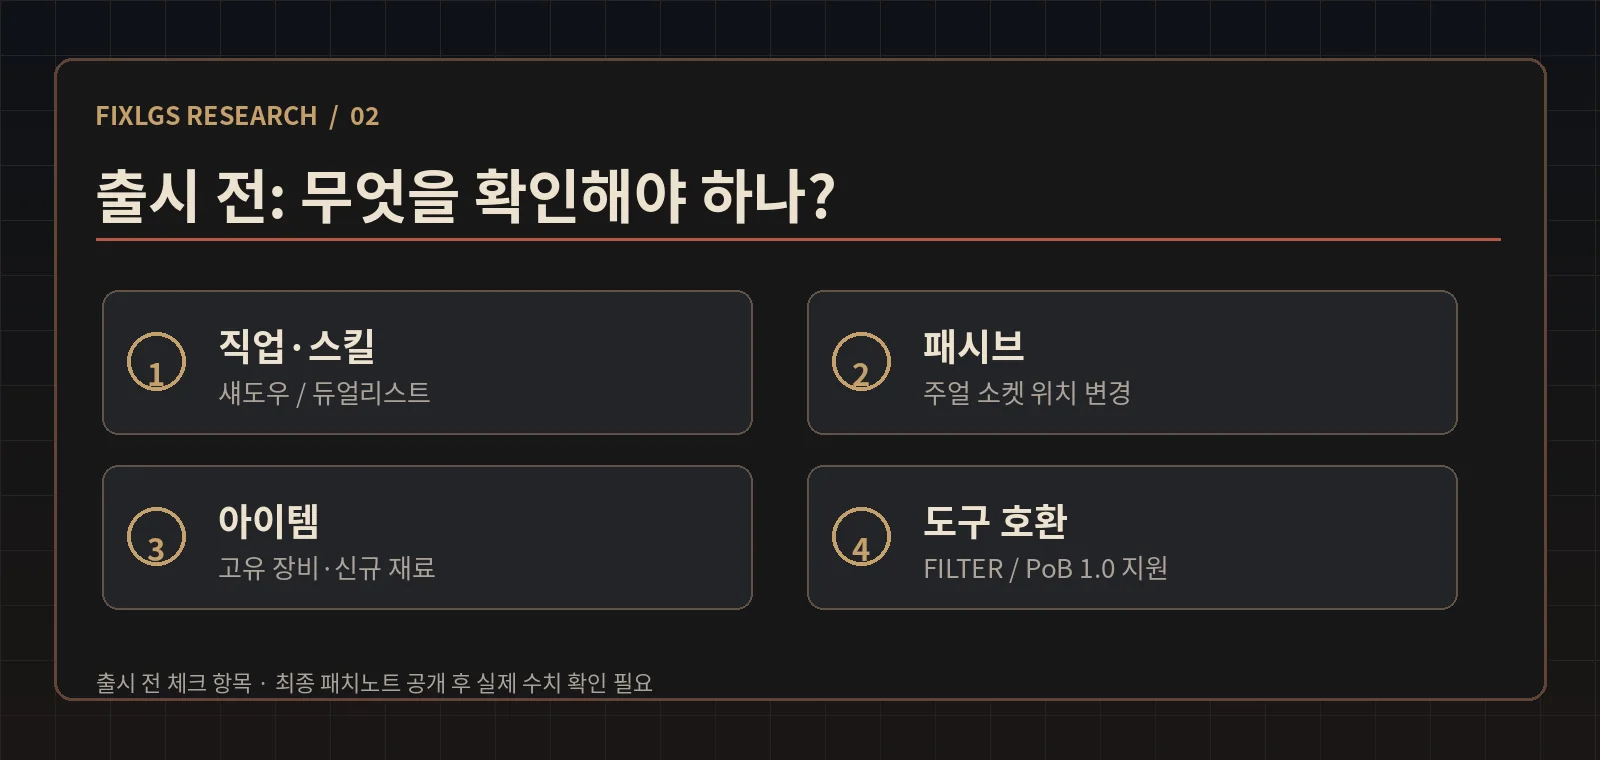 FIXLGS RESEARCH / 02
출시 전: 무엇을 확인해야 하나?
1
직업·스킬
섀도우 / 듀얼리스트
2
패시브
주얼 소켓 위치 변경
3
아이템
고유 장비·신규 재료
4
도구 호환
FILTER / PoB 1.0 지원
출시 전 체크 항목 · 최종 패치노트 공개 후 실제 수치 확인 필요